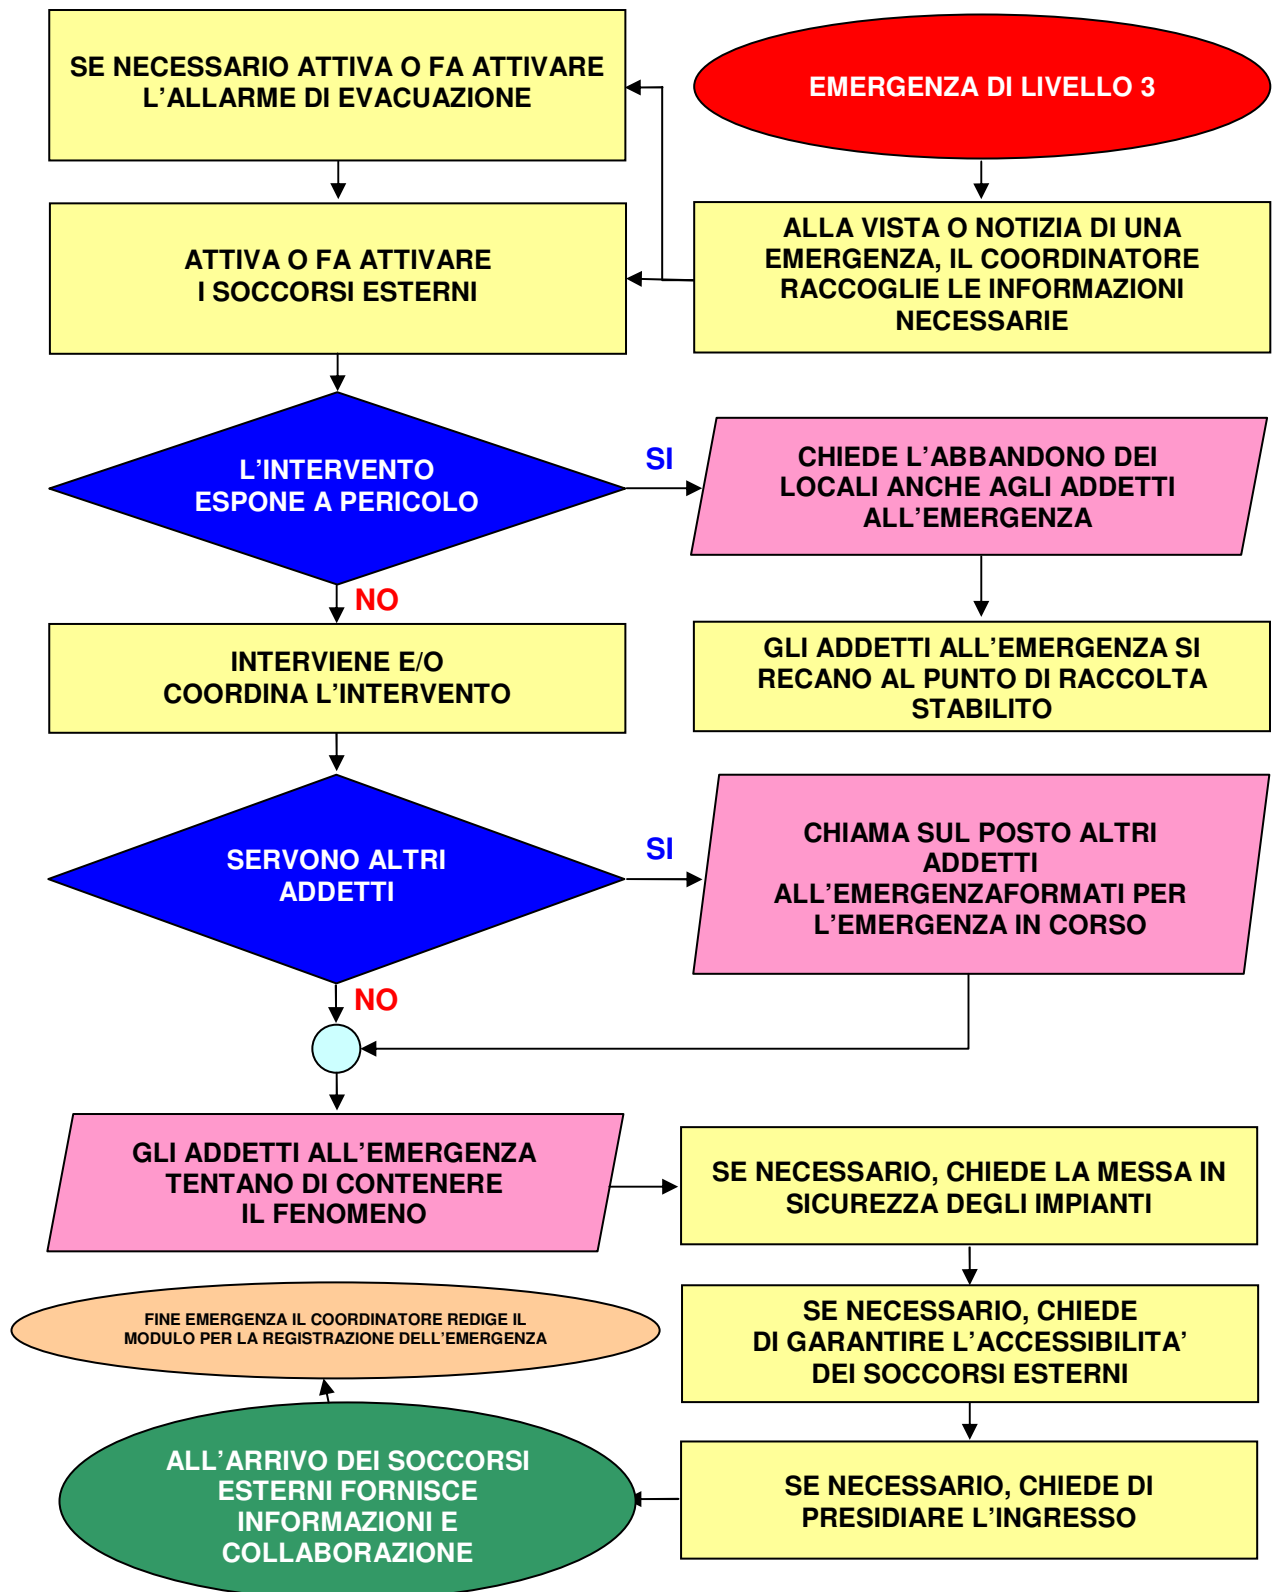 SE NECESSARIO ATTIVA O FA ATTIVARE
L'ALLARME DI EVACUAZIONE
EMERGENZA DI LIVELLO 3
ATTIVA O FA ATTIVARE
I SOCCORSI ESTERNI
ALLA VISTA O NOTIZIA DI UNA
EMERGENZA, IL COORDINATORE
RACCOGLIE LE INFORMAZIONI
NECESSARIE
L'INTERVENTO
ESPONE A PERICOLO
SI
CHIEDE L'ABBANDONO DEI
LOCALI ANCHE AGLI ADDETTI
ALL'EMERGENZA
NO
INTERVIENE E/O
COORDINA L'INTERVENTO
GLI ADDETTI ALL'EMERGENZA SI
RECANO AL PUNTO DI RACCOLTA
STABILITO
SERVONO ALTRI
ADDETTI
SI
CHIAMA SUL POSTO ALTRI
ADDETTI
ALL'EMERGENZAFORMATI PER
L'EMERGENZA IN CORSO
NO
GLI ADDETTI ALL'EMERGENZA
TENTANO DI CONTENERE
IL FENOMENO
SE NECESSARIO, CHIEDE LA MESSA IN
SICUREZZA DEGLI IMPIANTI
SE NECESSARIO, CHIEDE
DI GARANTIRE L'ACCESSIBILITA'
DEI SOCCORSI ESTERNI
FINE EMERGENZA IL COORDINATORE REDIGE IL
MODULO PER LA REGISTRAZIONE DELL'EMERGENZA
ALL'ARRIVO DEI SOCCORSI
ESTERNI FORNISCE
INFORMAZIONI E
COLLABORAZIONE
SE NECESSARIO, CHIEDE DI
PRESIDIARE L'INGRESSO